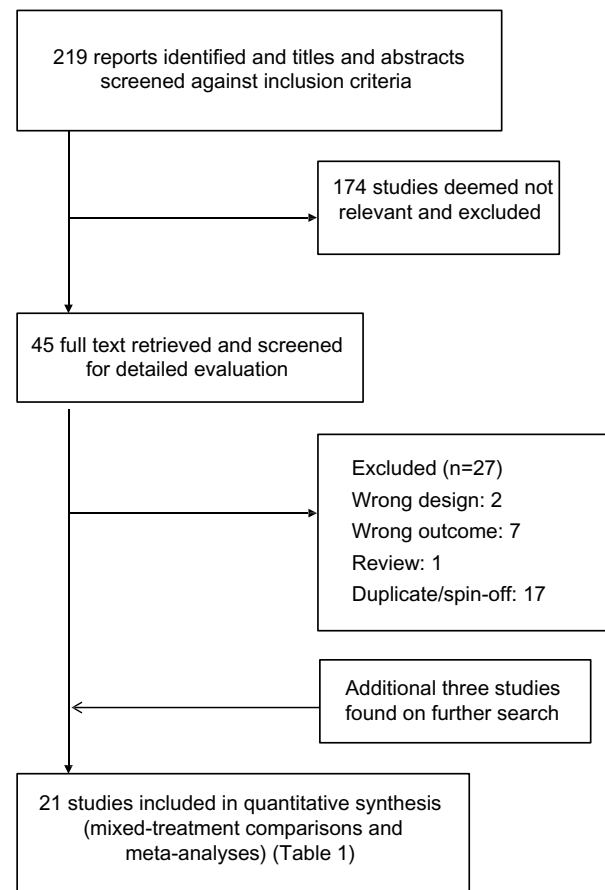 219 reports identified and titles and abstracts
screened against inclusion criteria
174 studies deemed not
relevant and excluded
45 full text retrieved and screened
for detailed evaluation
Excluded (n=27)
Wrong design: 2
Wrong outcome: 7
Review: 1
Duplicate/spin-off: 17
Additional three studies
found on further search
21 studies included in quantitative synthesis
(mixed-treatment comparisons and
meta-analyses) (Table 1)